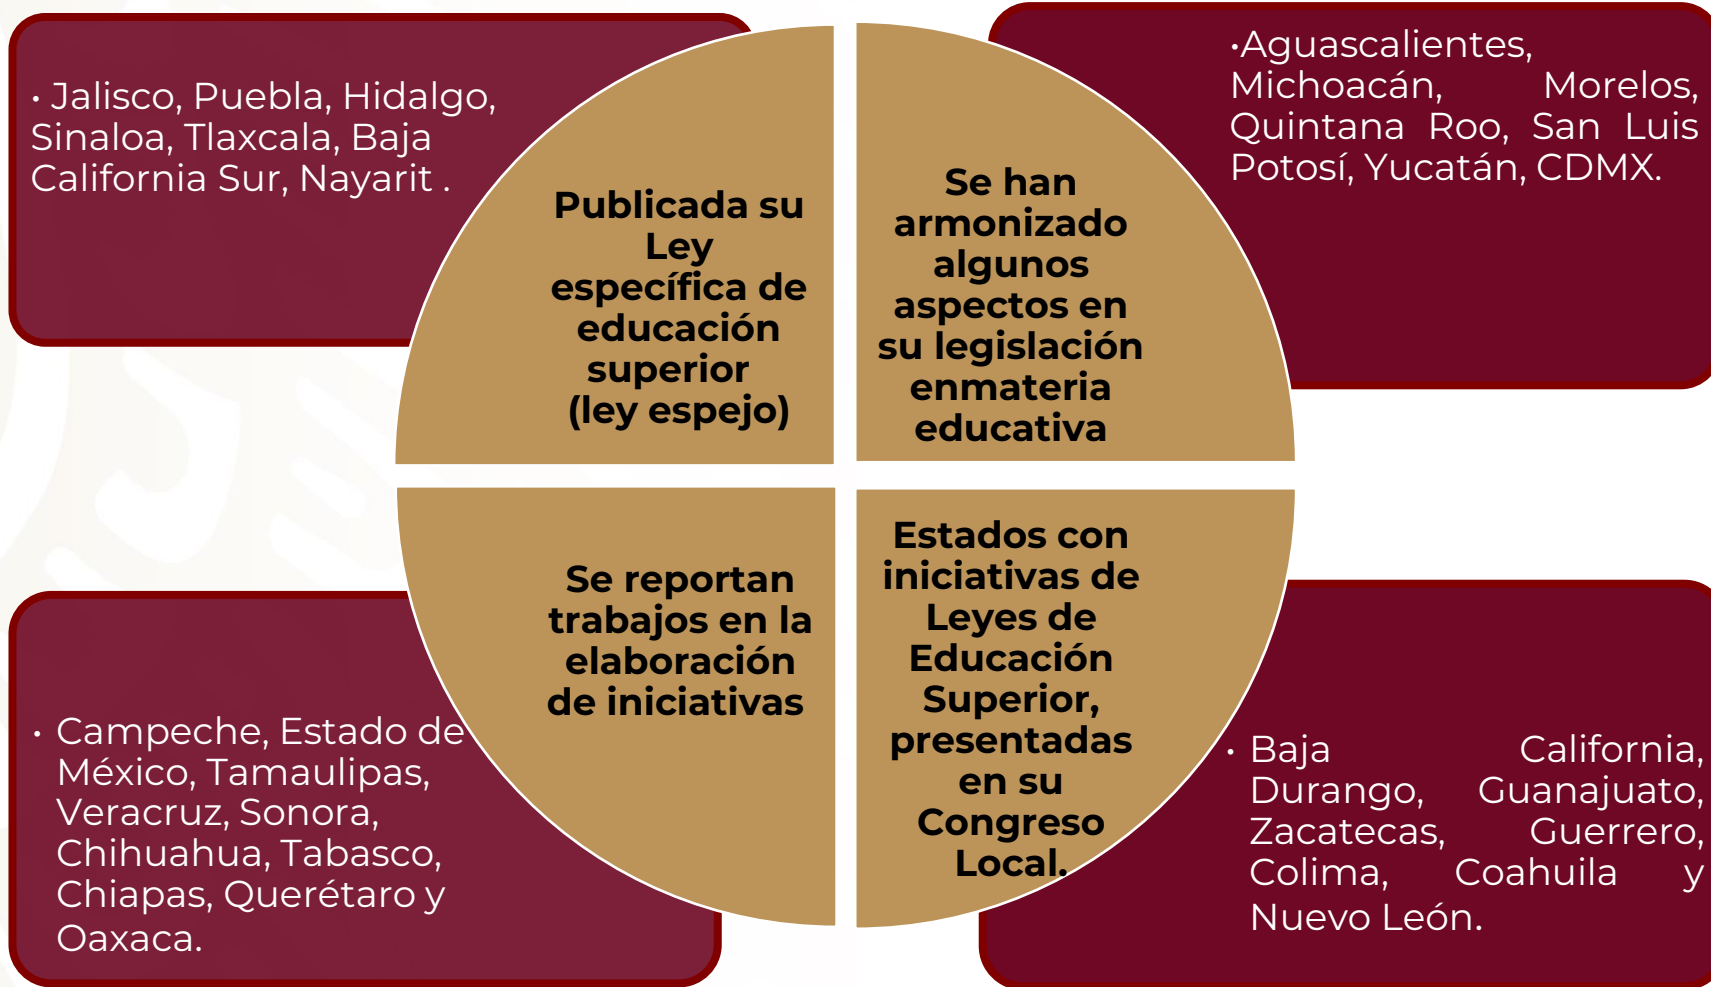 • Jalisco, Puebla, Hidalgo,
Sinaloa, Tlaxcala, Baja
California Sur, Nayarit .
Publicada su
Ley
específica de
educación
superior
(ley espejo)
Se han
armonizado
algunos
aspectos en
su legislación
enmateria
educativa
•Aguascalientes,
Michoacán, Morelos,
Quintana Roo, San Luis
Potosí, Yucatán, CDMX.
• Campeche, Estado de
México, Tamaulipas,
Veracruz, Sonora,
Chihuahua, Tabasco,
Chiapas, Querétaro y
Oaxaca.
Se reportan
trabajos en la
elaboración
de iniciativas
Estados con
iniciativas de
Leyes de
Educación
Superior,
presentadas
en su
Congreso
Local.
• Baja California,
Durango, Guanajuato,
Zacatecas, Guerrero,
Colima, Coahuila y
Nuevo León.